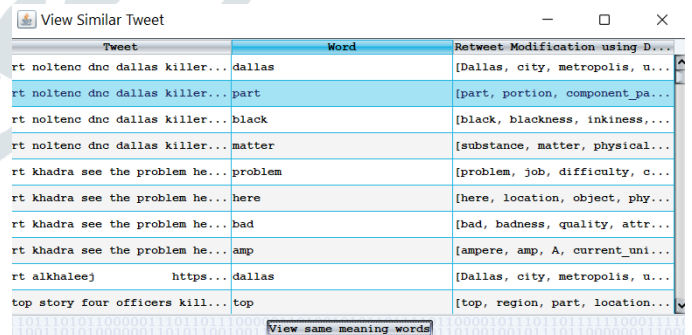 View Similar Tweet
Tweet Word Retweet Modification using D...
rt noltenc dnc dallas killer... dallas [Dallas, city, metropolis, u...
rt noltenc dnc dallas killer... part [part, portion, component_pa...
rt noltenc dnc dallas killer... black [black, blackness, inkiness,...
rt noltenc dnc dallas killer... matter [substance, matter, physical...
rt khadra see the problem he... problem [problem, job, difficulty, c...
rt khadra see the problem he... here [here, location, object, phy...
rt khadra see the problem he... bad [bad, badness, quality, attr...
rt khadra see the problem he... amp [ampere, amp, A, current_uni...
rt alkhaleej https... dallas [Dallas, city, metropolis, u...
top story four officers kill... top [top, region, part, location...
View same meaning words